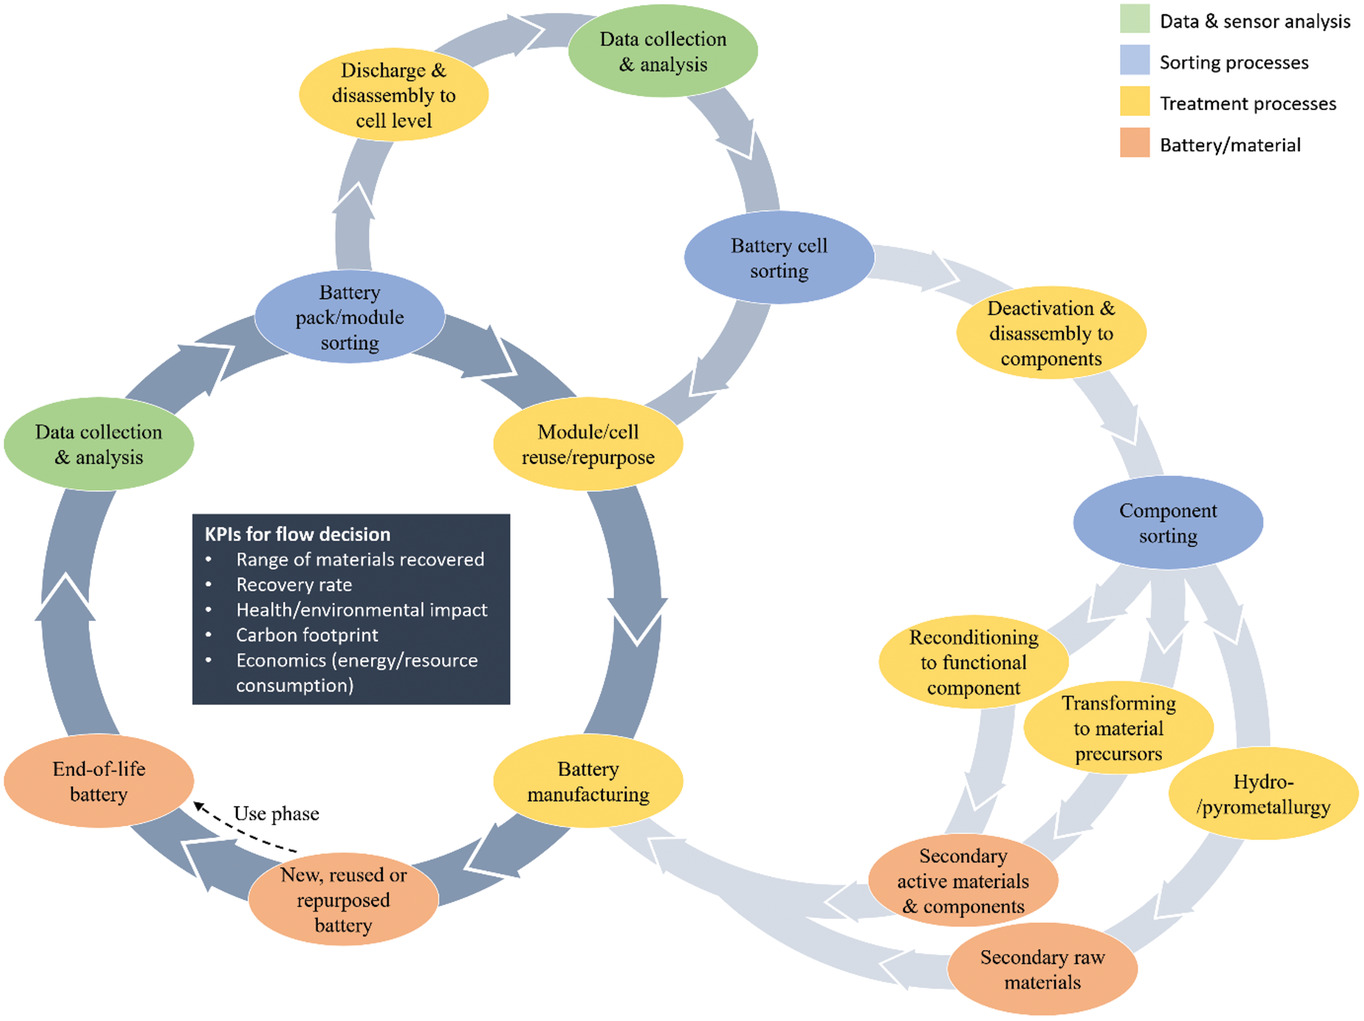 Data & sensor analysis
Sorting processes
Treatment processes
Battery/material
Data collection
& analysis
Discharge &
disassembly to
cell level
Battery cell
sorting
Battery
pack/module
sorting
Deactivation &
disassembly to
components
Data collection
& analysis
Module/cell
reuse/repurpose
Component
sorting
KPIs for flow decision
• Range of materials recovered
• Recovery rate
• Health/environmental impact
• Carbon footprint
• Economics (energy/resource
consumption)
Reconditioning
to functional
component
Transforming
to material
precursors
Hydro-
/pyrometallurgy
End-of-life
battery
Use phase
Battery
manufacturing
New, reused or
repurposed
battery
Secondary
active materials
& components
Secondary raw
materials